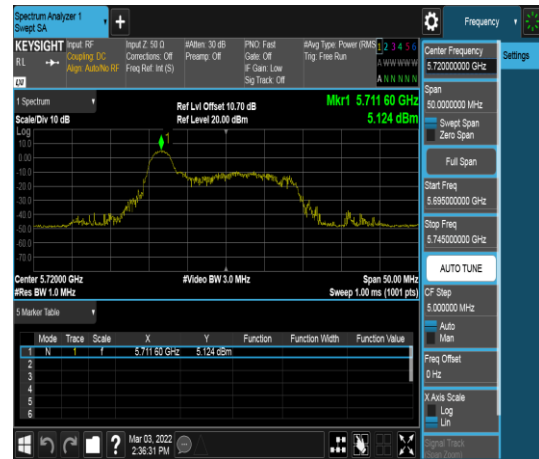 Spectrum Analyzer 1
Swept SA
+
Frequency
KEYSIGHT
RL
Input: RF
Coupling: DC
Align: Auto/No RF
Input Z: 50 Ω
Corrections: Off
Freq Ref: Int (S)
#Atten: 30 dB
Preamp: Off
PNO: Fast
Gate: Off
IF Gain: Low
Sig Track: Off
#Avg Type: Power (RMS
Trig: Free Run
1 2 3 4 5 6
A W W W W W
A N N N N N
Center Frequency
5.720000000 GHz
Settings
Span
50.0000000 MHz
Swept Span
Zero Span
Full Span
Start Freq
5.695000000 GHz
Stop Freq
5.745000000 GHz
AUTO TUNE
CF Step
5.000000 MHz
Auto
Man
Freq Offset
0 Hz
X Axis Scale
Log
Lin
Signal Track
(Span Zoom)
1 Spectrum
Scale/Div 10 dB
Ref Lvl Offset 10.70 dB
Ref Level 20.00 dBm
Mkr1 5.711 60 GHz
5.124 dBm
Log
10.0
0.00
-10.0
-20.0
-30.0
-40.0
-50.0
-60.0
-70.0
1
Center 5.72000 GHz
#Res BW 1.0 MHz
#Video BW 3.0 MHz
Span 50.00 MHz
Sweep 1.00 ms (1001 pts)
5 Marker Table
Mode Trace Scale X Y Function Function Width Function Value
1 N 1 f 5.711 60 GHz 5.124 dBm
2
3
4
5
6
?
Mar 03, 2022
2:36:31 PM